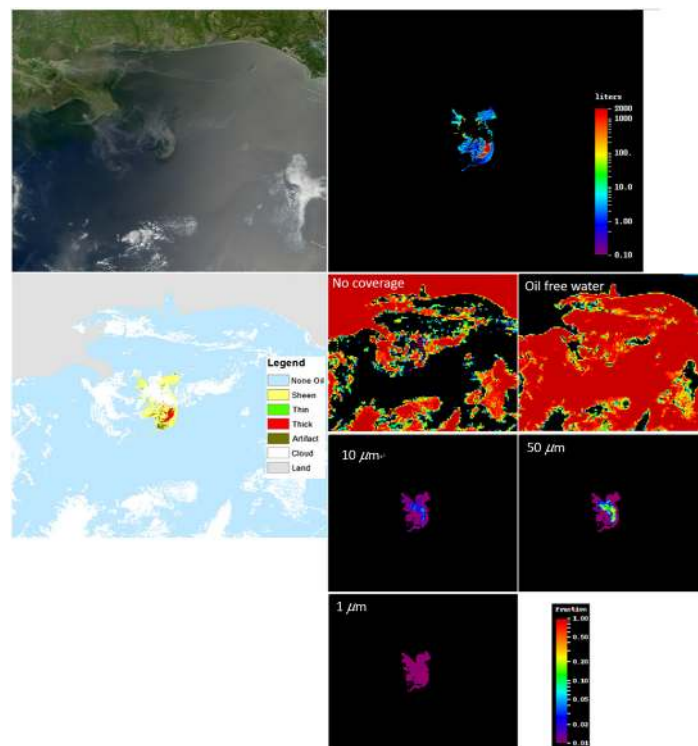 liters
2000
1000
100.
10.0
1.00
0.10
Legend
None Oil
Sheen
Thin
Thick
Artifact
Cloud
Land
No coverage
Oil free water
10 μm
50 μm
1 μm
Fraction
1.00
0.50
0.20
0.10
0.05
0.02
0.01